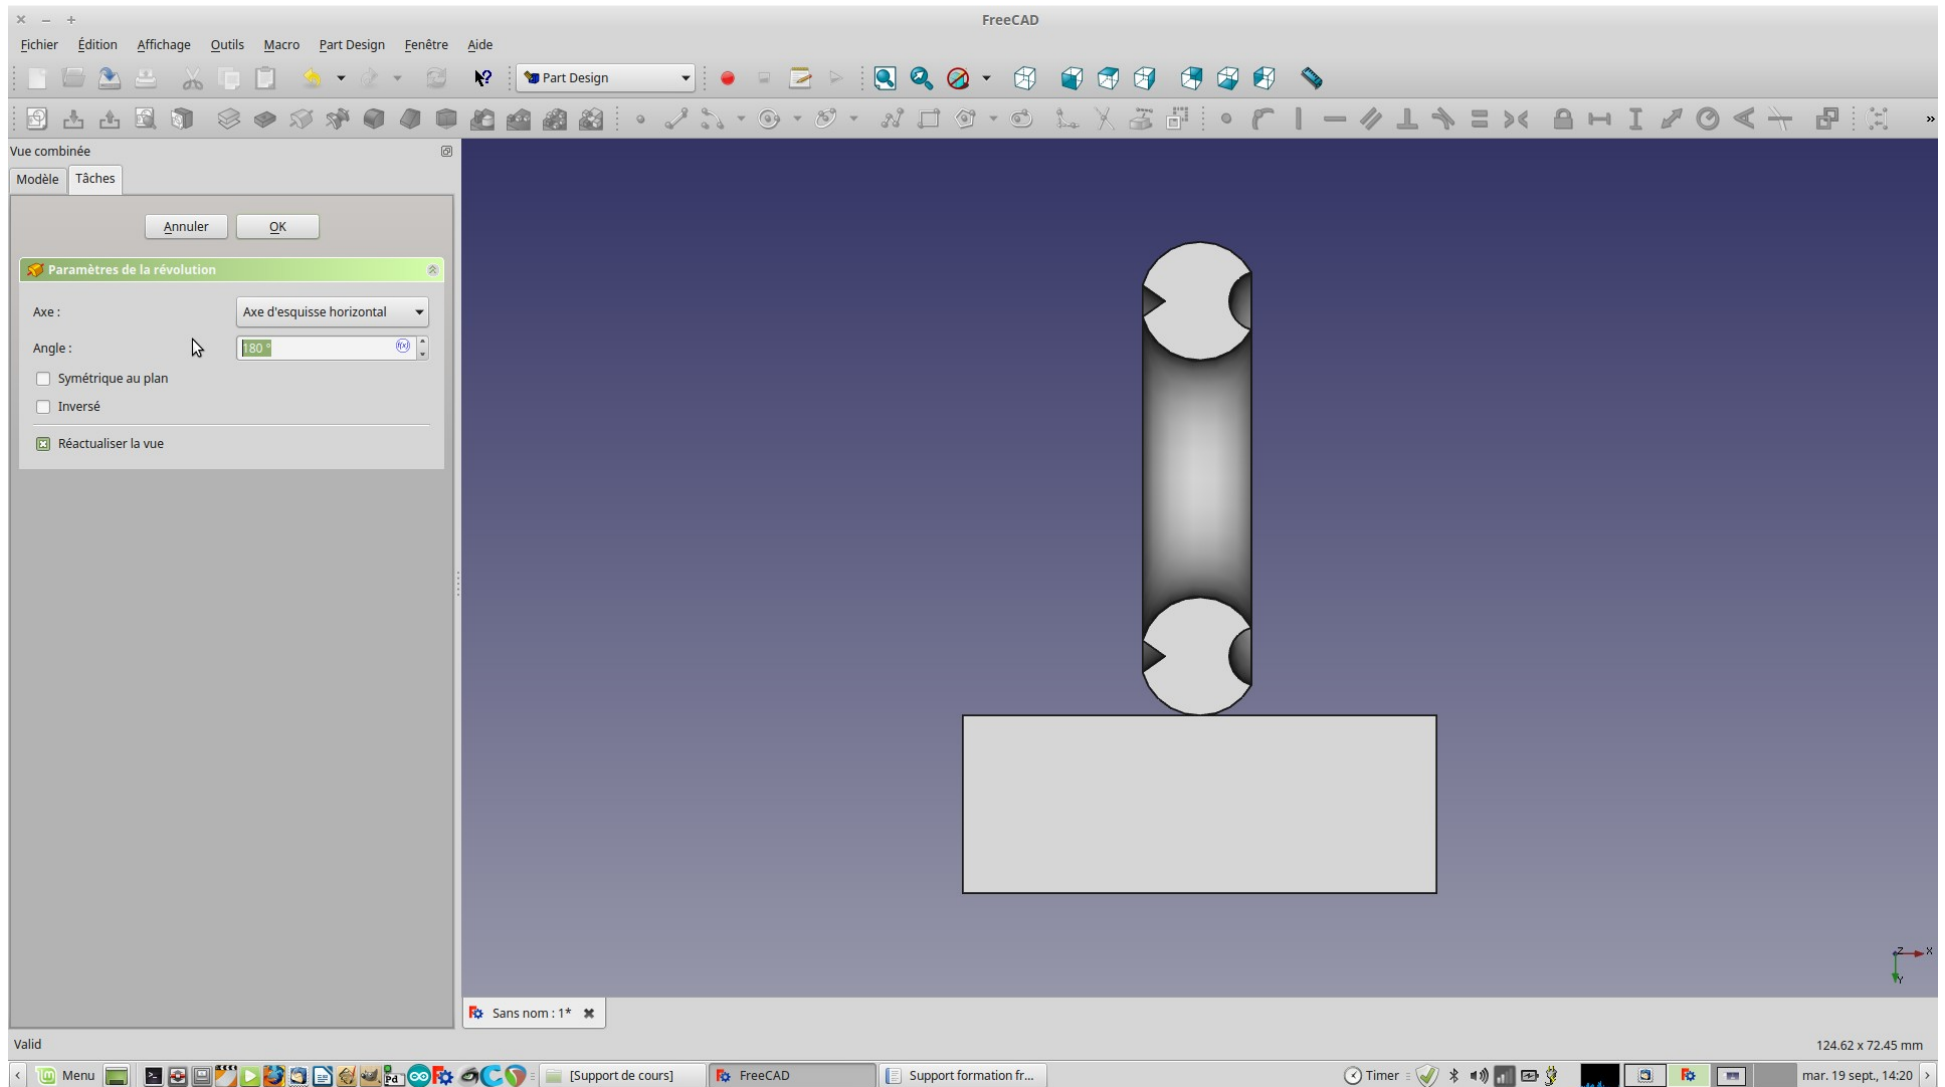 FreeCAD
Fichier Édition Affichage Outils Macro Part Design Fenêtre Aide
Part Design
Vue combinée
Modèle Tâches
Annuler OK
Paramètres de la révolution
Axe : Axe d'esquisse horizontal
Angle : 180 ° f(x)
Symétrique au plan
Inversé
Réactualiser la vue
Z X
Y
Sans nom : 1*
Valid 124.62 x 72.45 mm
Menu Pd [Support de cours] FreeCAD Support formation fr... Timer mar. 19 sept., 14:20